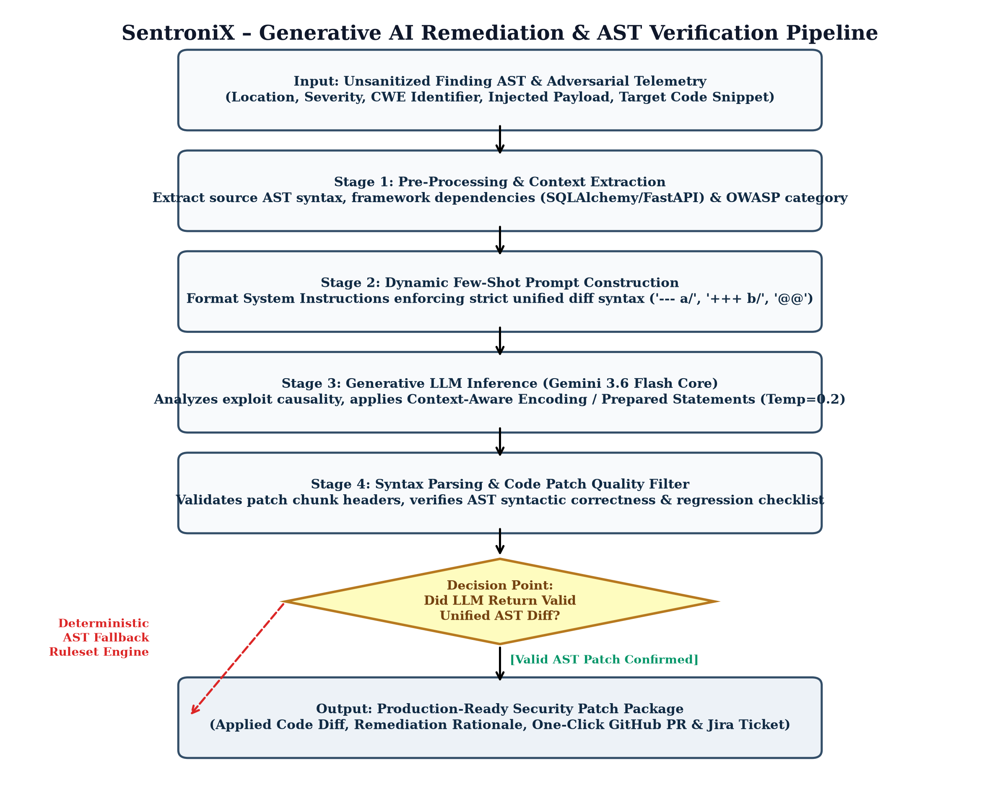 SentroniX – Generative AI Remediation & AST Verification Pipeline
Input: Unsanitized Finding AST & Adversarial Telemetry
(Location, Severity, CWE Identifier, Injected Payload, Target Code Snippet)
Stage 1: Pre-Processing & Context Extraction
Extract source AST syntax, framework dependencies (SQLAlchemy/FastAPI) & OWASP category
Stage 2: Dynamic Few-Shot Prompt Construction
Format System Instructions enforcing strict unified diff syntax ('--- a/', '+++ b/', '@@')
Stage 3: Generative LLM Inference (Gemini 3.6 Flash Core)
Analyzes exploit causality, applies Context-Aware Encoding / Prepared Statements (Temp=0.2)
Stage 4: Syntax Parsing & Code Patch Quality Filter
Validates patch chunk headers, verifies AST syntactic correctness & regression checklist
Decision Point:
Did LLM Return Valid
Unified AST Diff?
Deterministic
AST Fallback
Ruleset Engine
[Valid AST Patch Confirmed]
Output: Production-Ready Security Patch Package
(Applied Code Diff, Remediation Rationale, One-Click GitHub PR & Jira Ticket)